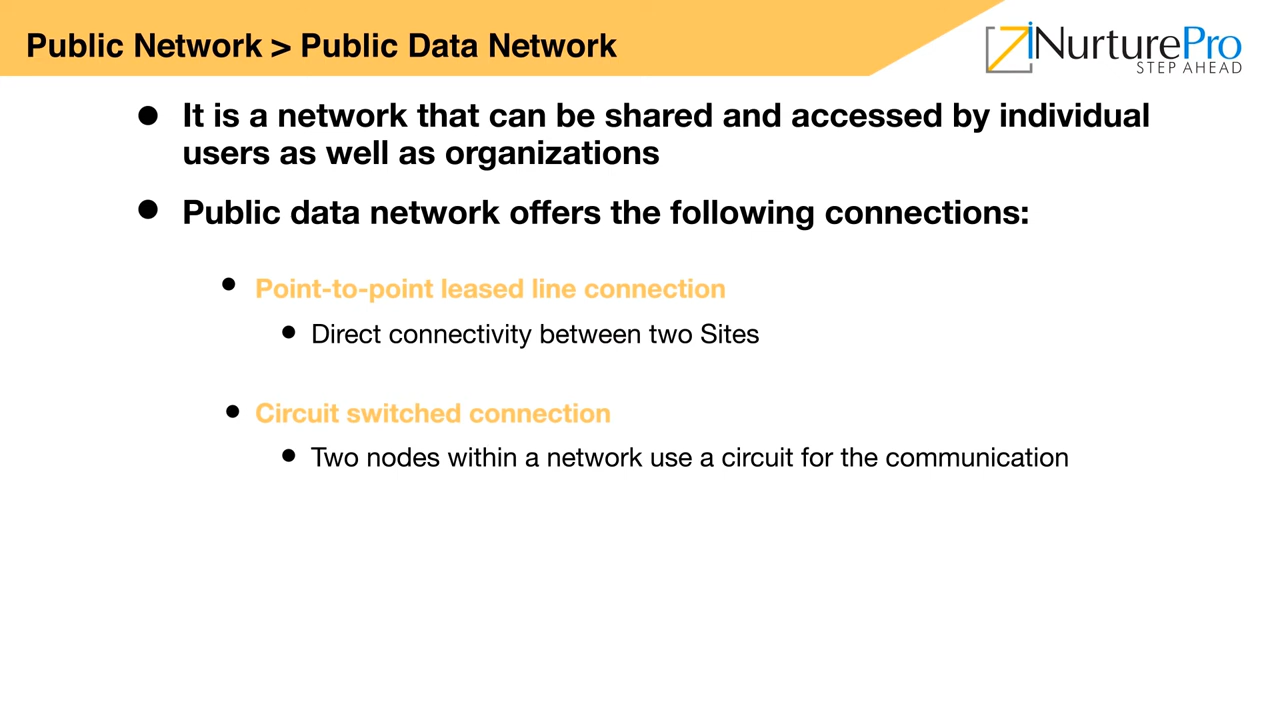 Public Network > Public Data Network
iNurturePro
STEP AHEAD
● It is a network that can be shared and accessed by individual
users as well as organizations
● Public data network offers the following connections:
● Point-to-point leased line connection
● Direct connectivity between two Sites
● Circuit switched connection
● Two nodes within a network use a circuit for the communication